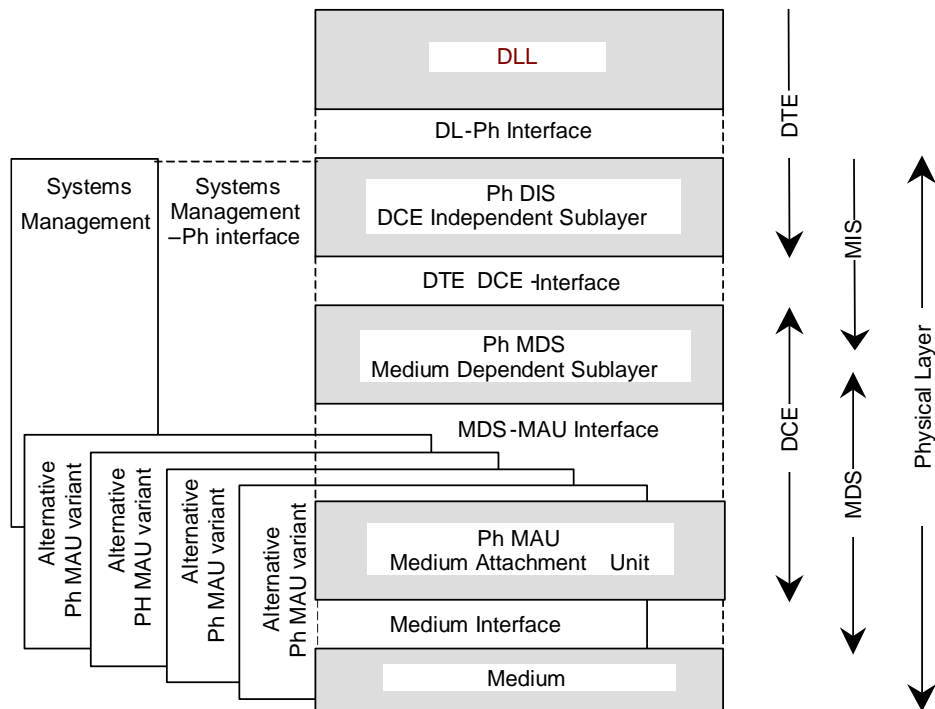 DLL
DL-Ph Interface
Systems
Management
Systems
Management
–Ph interface
Ph DIS
DCE Independent Sublayer
DTE DCE -Interface
Ph MDS
Medium Dependent Sublayer
MDS-MAU Interface
Alternative
Ph MAU variant
Alternative
PH MAU variant
Alternative
Ph MAU variant
Alternative
Ph MAU variant
Ph MAU
Medium Attachment Unit
Medium Interface
Medium
DTE
DCE
MIS
MDS
Physical Layer